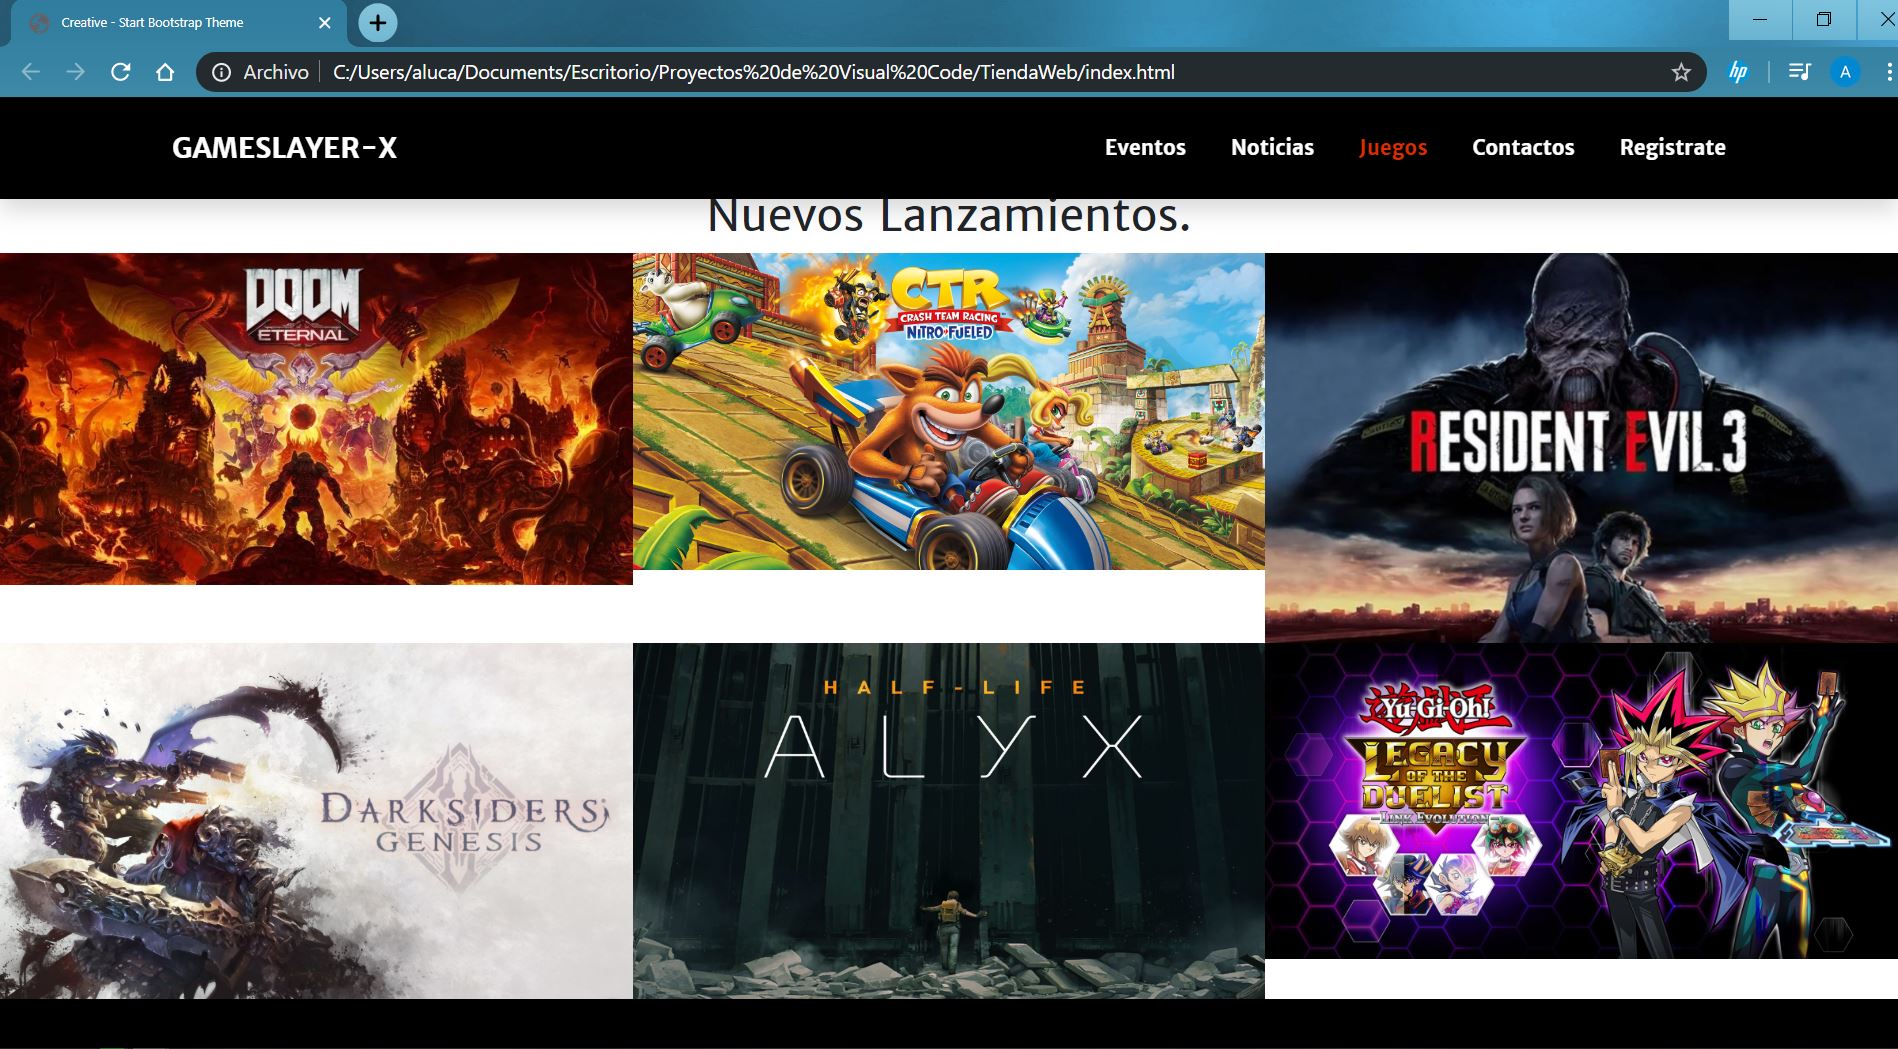 Creative - Start Bootstrap Theme
Archivo C:/Users/aluca/Documents/Escritorio/Proyectos%20de%20Visual%20Code/TiendaWeb/index.html
hp
A
GAMESLAYER-X
Eventos Noticias Juegos Contactos Registrate
Nuevos Lanzamientos.
DOOM
ETERNAL
CTR
CRASH TEAM RACING
NITRO-FUELED
RESIDENT EVIL 3
DARKSIDERS
GENESIS
HALF-LIFE
ALYX
Yu-Gi-Oh!
LEGACY
OF THE
DUELIST
-LINK EVOLUTION-